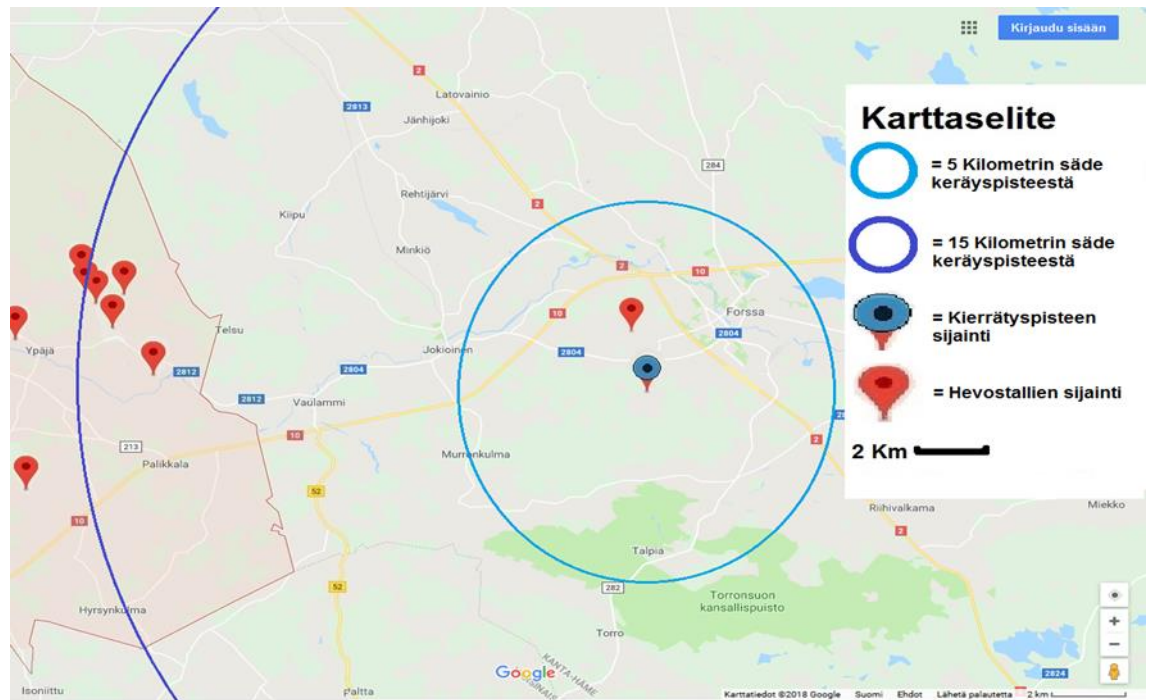 Kirjaudu sisään
2
Latovainio
2813
Jänhijoki
284
Rehtijärvi
2
Kiipu
Minkiö
2
2
10
10
Forssa
Telsu
Ypäjä
Jokioinen
2804
2804
2812
2804
2812
Vaulammi
10
213
Palikkala
Murronkulma
2
52
10
Riihivalkama
Miekko
2
Talpia
52
282
Torronsuon
kansallispuisto
Hyrsynkulma
Torro
Google
KANTA-HÄME
Isoniittu
Paltta
2824
Karttatiedot ©2018 Google Suomi Ehdot Lähetä palautetta 2 km
Karttaselite
= 5 Kilometrin säde
keräyspisteestä
= 15 Kilometrin säde
keräyspisteestä
= Kierrätyspisteen
sijainti
= Hevostallien sijainti
2 Km